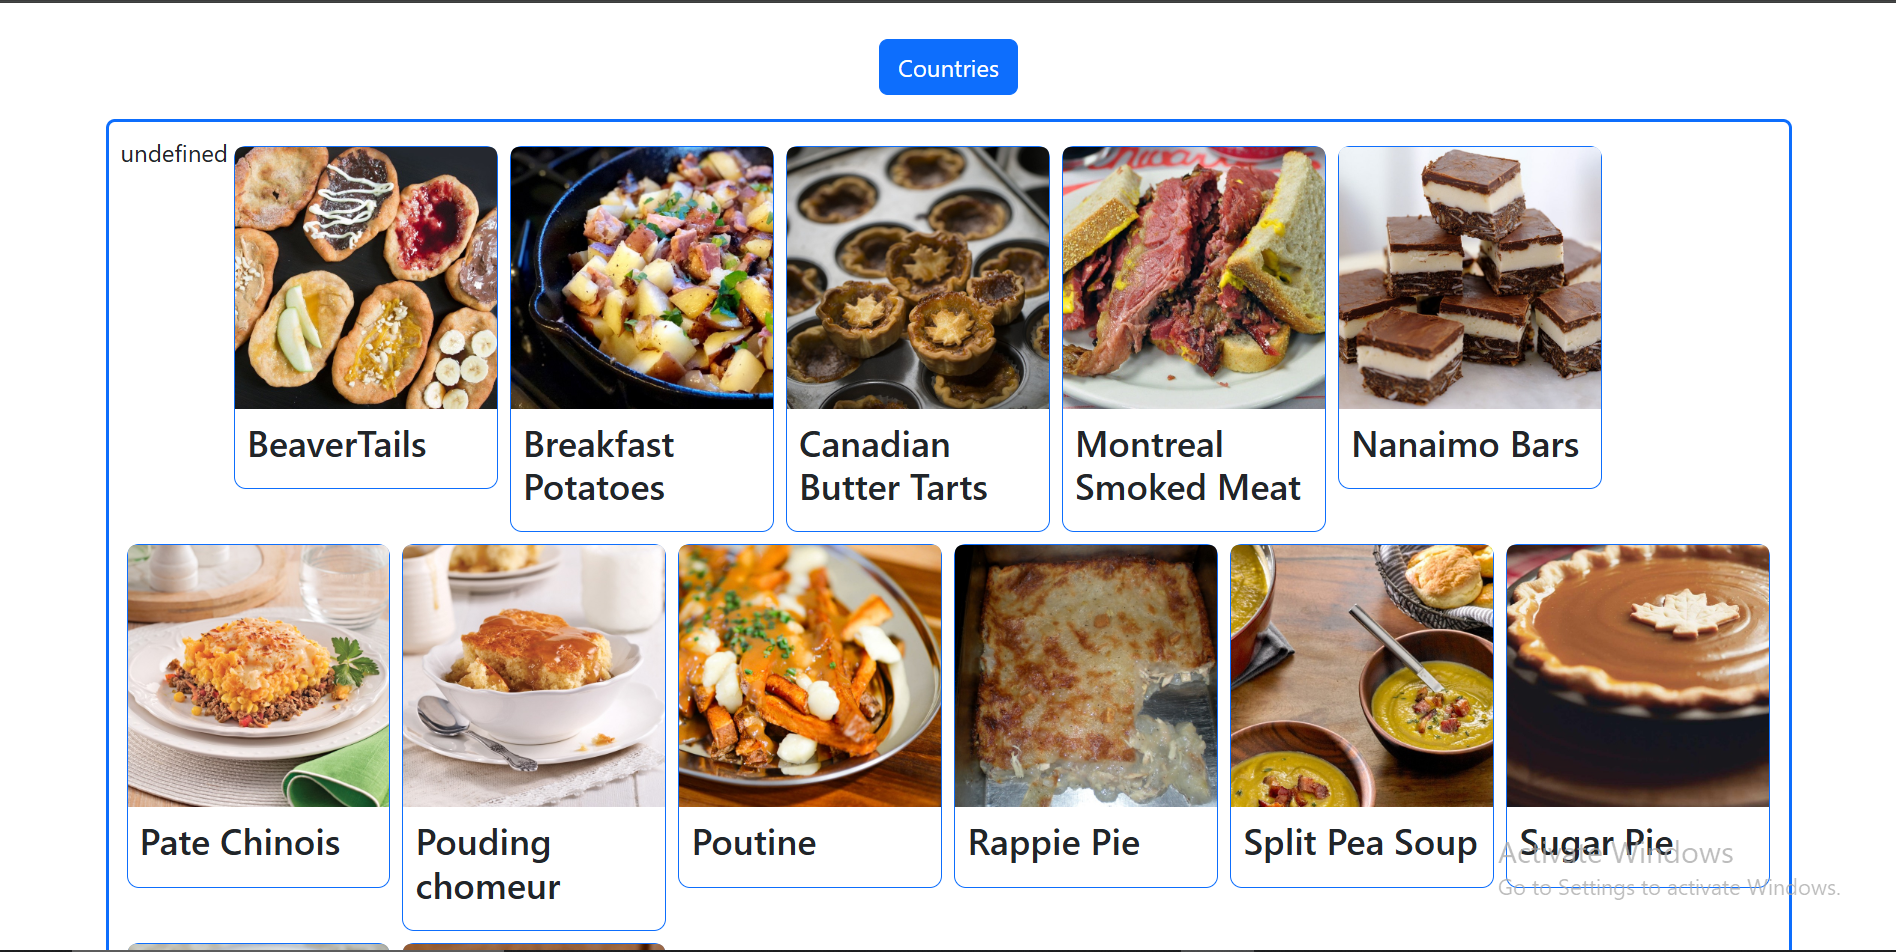 Countries
undefined
BeaverTails
Breakfast
Potatoes
Canadian
Butter Tarts
Montreal
Smoked Meat
Nanaimo Bars
Pate Chinois
Pouding
chomeur
Poutine
Rappie Pie
Split Pea Soup
Sugar Pie
Activate Windows
Go to Settings to activate Windows.